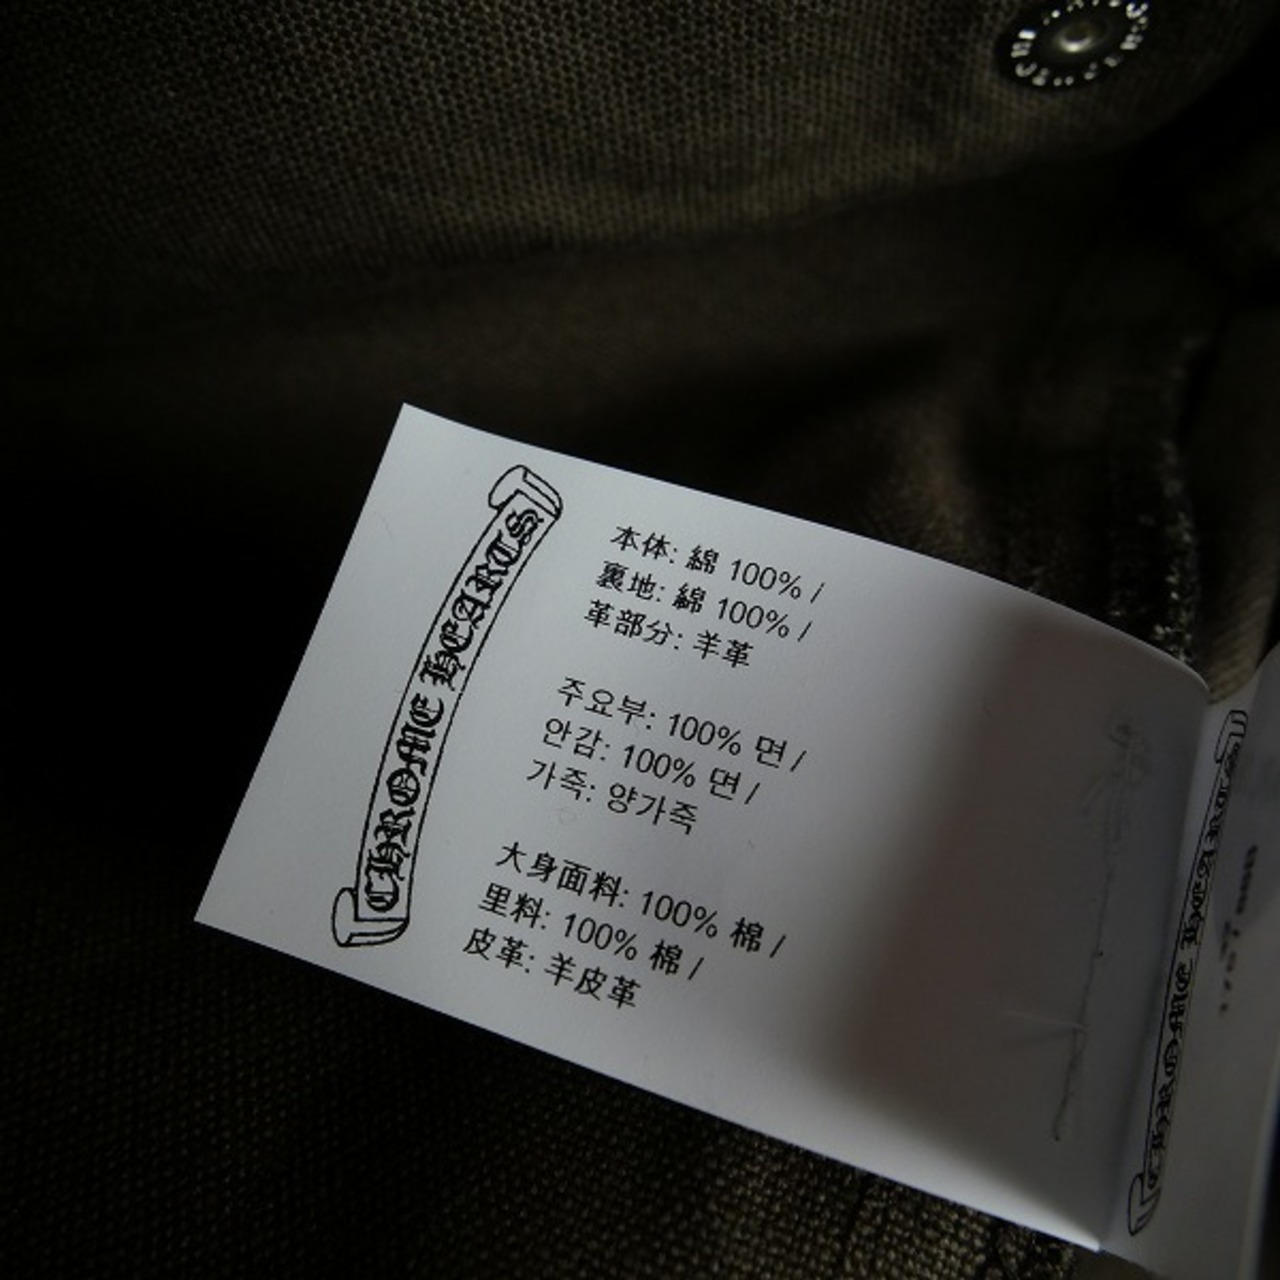 CHROME HEARTS
本体: 綿 100% /
裏地: 綿 100% /
革部分: 羊革
주요부: 100% 면 /
안감: 100% 면 /
가죽: 양가죽
大身面料: 100% 棉 /
里料: 100% 棉 /
皮革: 羊皮革
CHROME HEARTS